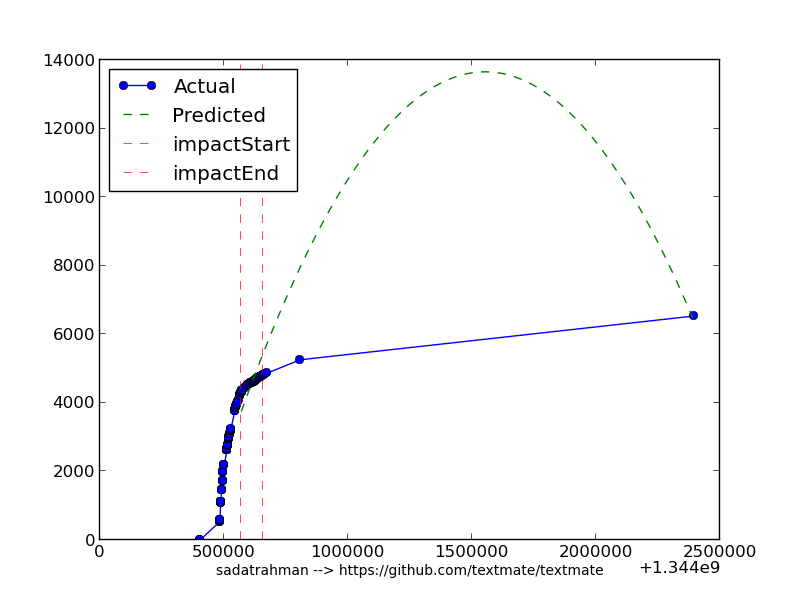 14000
12000
10000
8000
6000
4000
2000
0
Actual
Predicted
impactStart
impactEnd
0 500000 1000000 1500000 2000000 2500000
+1.344e9
sadatrahman --> https://github.com/textmate/textmate